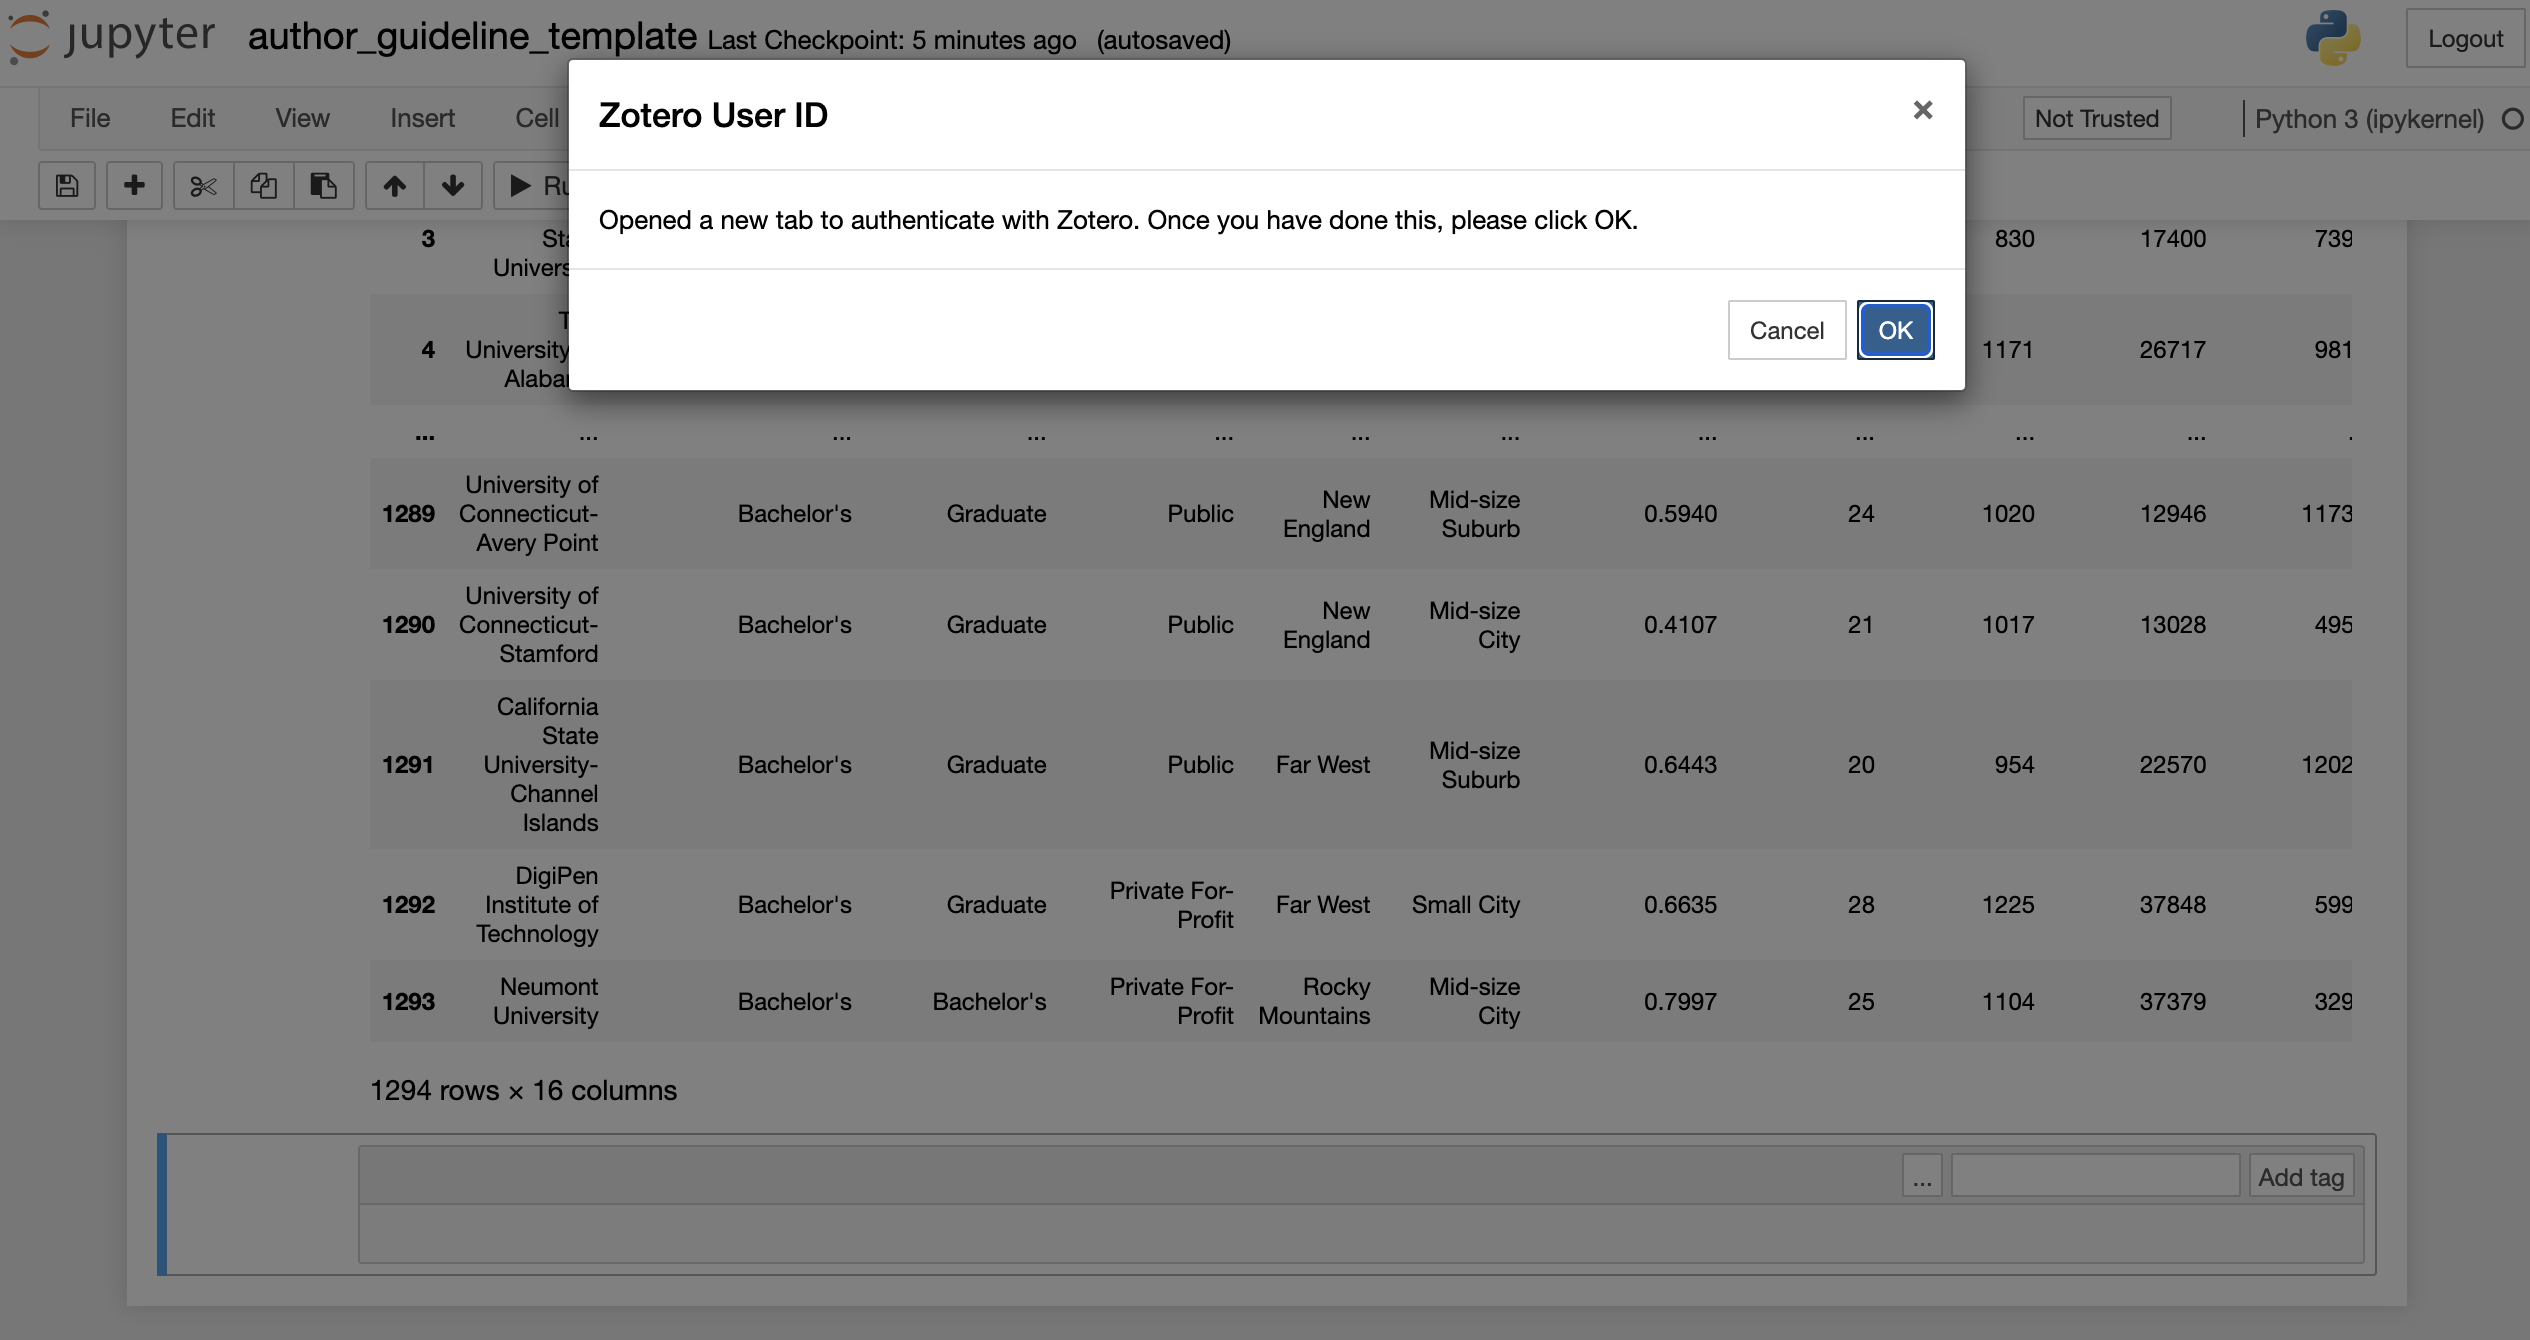 jupyter author_guideline_template Last Checkpoint: 5 minutes ago (autosaved)
Logout
File Edit View Insert Cell
Not Trusted
Python 3 (ipykernel)
Zotero User ID
×
Opened a new tab to authenticate with Zotero. Once you have done this, please click OK.
Cancel OK
3 830 17400 739
4 University 1171 26717 981
... ... ... ... ... ... ... ... ... ... ...
University of
Connecticut-
Avery Point
1289 Bachelor's Graduate Public New England Mid-size Suburb 0.5940 24 1020 12946 1173
University of
Connecticut-
Stamford
1290 Bachelor's Graduate Public New England Mid-size City 0.4107 21 1017 13028 495
California
State
University-
Channel
Islands
1291 Bachelor's Graduate Public Far West Mid-size Suburb 0.6443 20 954 22570 1202
DigiPen
Institute of
Technology
1292 Bachelor's Graduate Private For-Profit Far West Small City 0.6635 28 1225 37848 599
Neumont
University
1293 Bachelor's Bachelor's Private For-Profit Rocky Mountains Mid-size City 0.7997 25 1104 37379 329
1294 rows × 16 columns
... Add tag